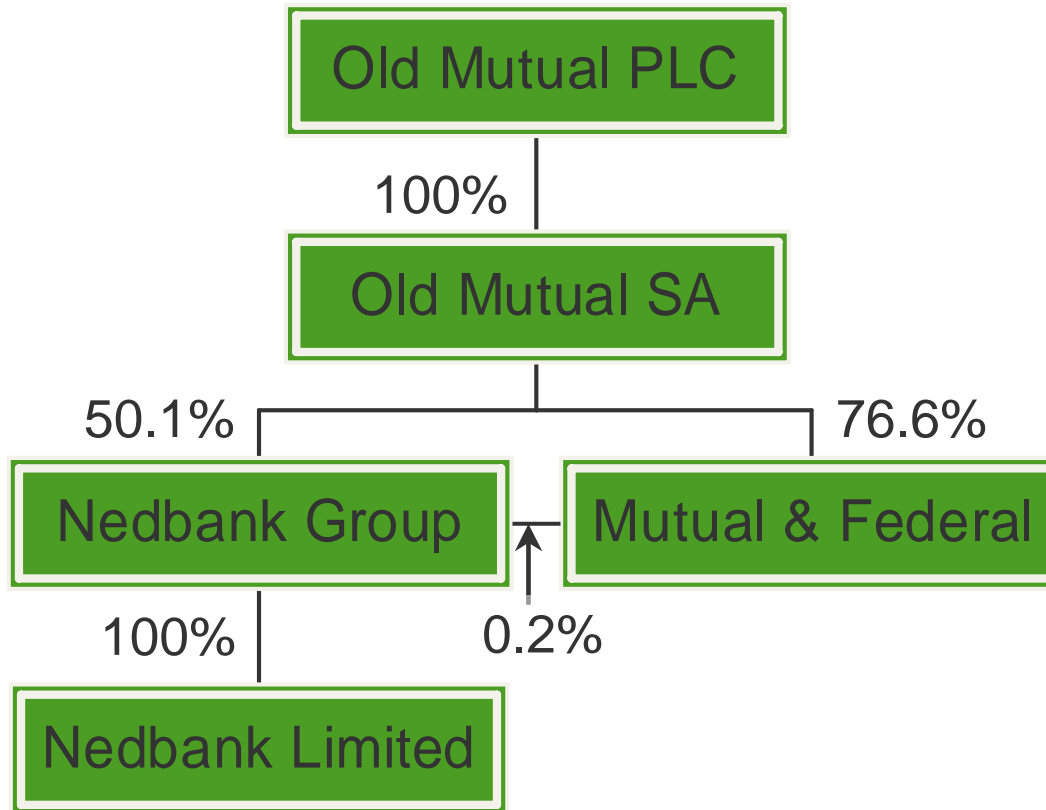 Old Mutual PLC
100%
Old Mutual SA
50.1%
76.6%
Nedbank Group
Mutual & Federal
100%
0.2%
Nedbank Limited